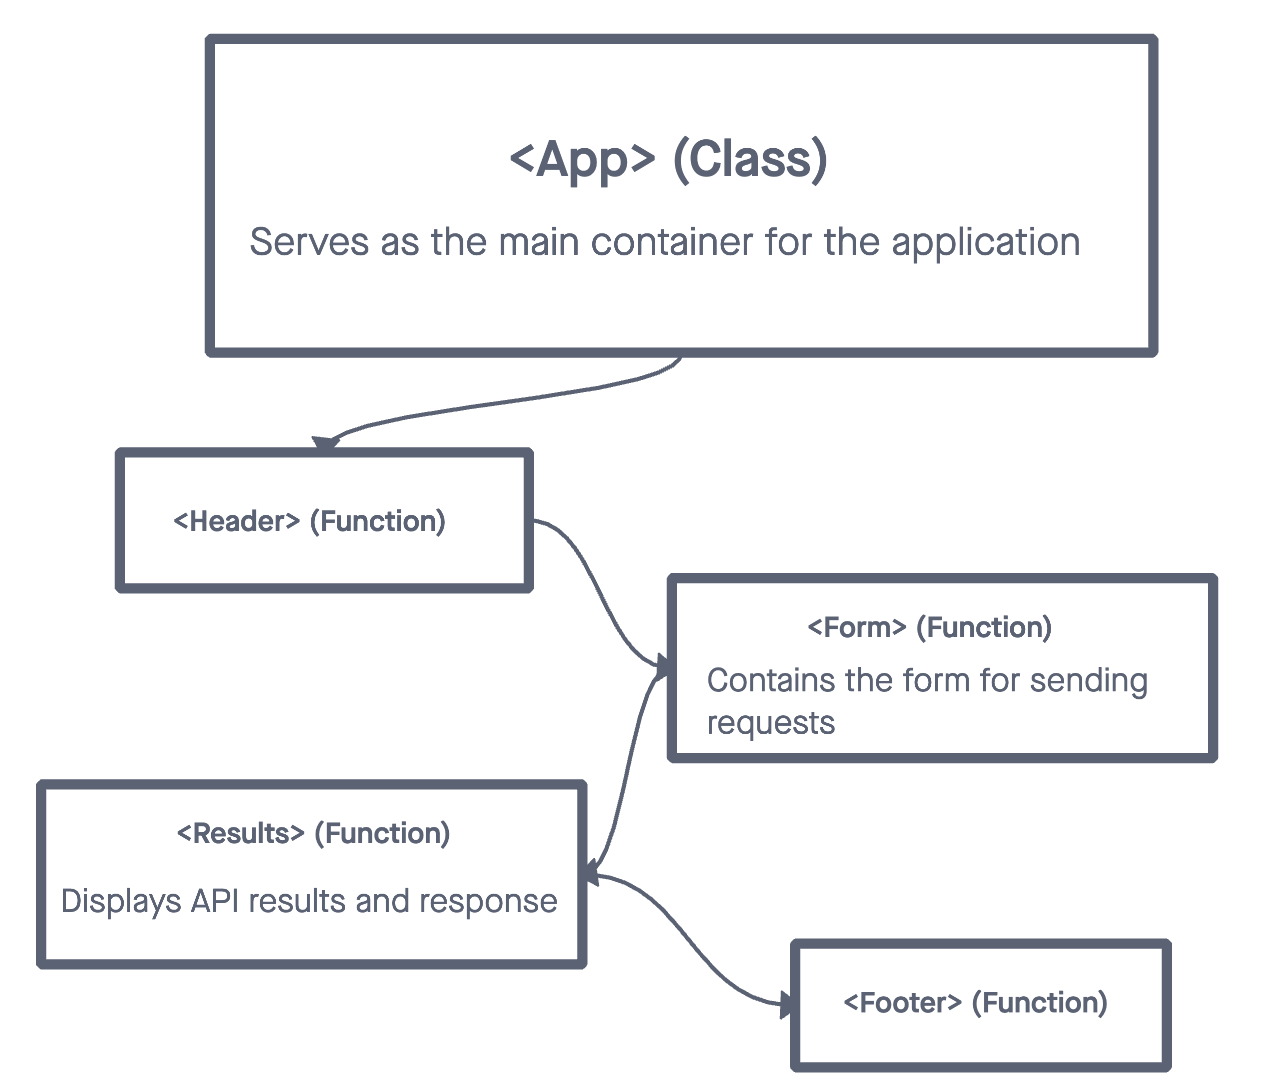 <App> (Class)
Serves as the main container for the application
<Header> (Function)
<Form> (Function)
Contains the form for sending
requests
<Results> (Function)
Displays API results and response
<Footer> (Function)